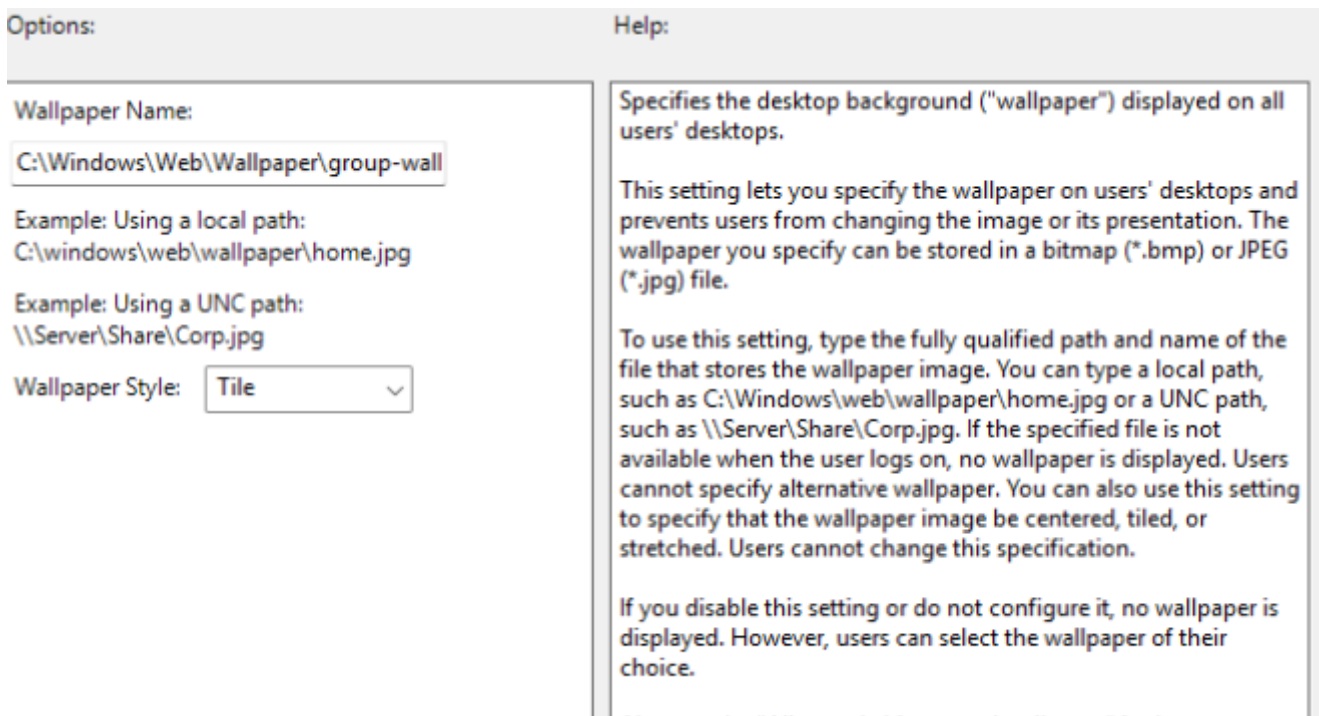 Options:
Help:
Wallpaper Name:
C:\Windows\Web\Wallpaper\group-wall
Example: Using a local path:
C:\windows\web\wallpaper\home.jpg
Example: Using a UNC path:
\\Server\Share\Corp.jpg
Wallpaper Style:
Tile
Specifies the desktop background ("wallpaper") displayed on all
users' desktops.
This setting lets you specify the wallpaper on users' desktops and
prevents users from changing the image or its presentation. The
wallpaper you specify can be stored in a bitmap (*.bmp) or JPEG
(*.jpg) file.
To use this setting, type the fully qualified path and name of the
file that stores the wallpaper image. You can type a local path,
such as C:\Windows\web\wallpaper\home.jpg or a UNC path,
such as \\Server\Share\Corp.jpg. If the specified file is not
available when the user logs on, no wallpaper is displayed. Users
cannot specify alternative wallpaper. You can also use this setting
to specify that the wallpaper image be centered, tiled, or
stretched. Users cannot change this specification.
If you disable this setting or do not configure it, no wallpaper is
displayed. However, users can select the wallpaper of their
choice.